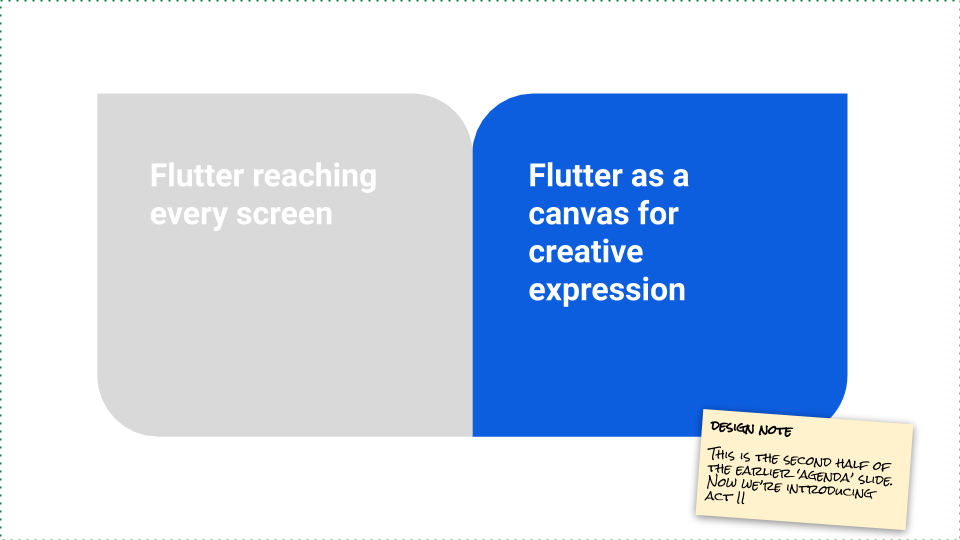 Flutter reaching
every screen
Flutter as a
canvas for
creative
expression
DESIGN NOTE
THIS IS THE SECOND HALF OF
THE EARLIER 'AGENDA' SLIDE.
NOW WE'RE INTRODUCING
ACT II